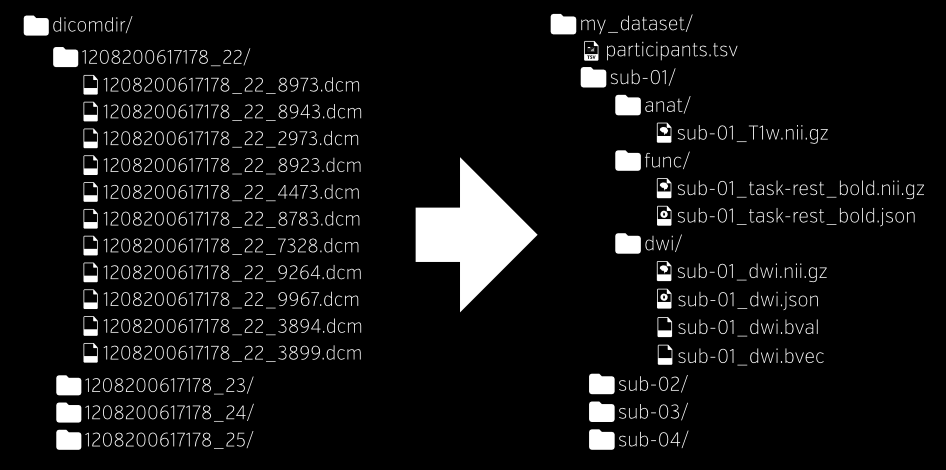 dicomdir/
1208200617178_22/
1208200617178_22_8973.dcm
1208200617178_22_8943.dcm
1208200617178_22_2973.dcm
1208200617178_22_8923.dcm
1208200617178_22_4473.dcm
1208200617178_22_8783.dcm
1208200617178_22_7328.dcm
1208200617178_22_9264.dcm
1208200617178_22_9967.dcm
1208200617178_22_3894.dcm
1208200617178_22_3899.dcm
1208200617178_23/
1208200617178_24/
1208200617178_25/
my_dataset/
TSV
participants.tsv
sub-01/
anat/
sub-01_T1w.nii.gz
func/
sub-01_task-rest_bold.nii.gz
sub-01_task-rest_bold.json
dwi/
sub-01_dwi.nii.gz
sub-01_dwi.json
sub-01_dwi.bval
sub-01_dwi.bvec
sub-02/
sub-03/
sub-04/